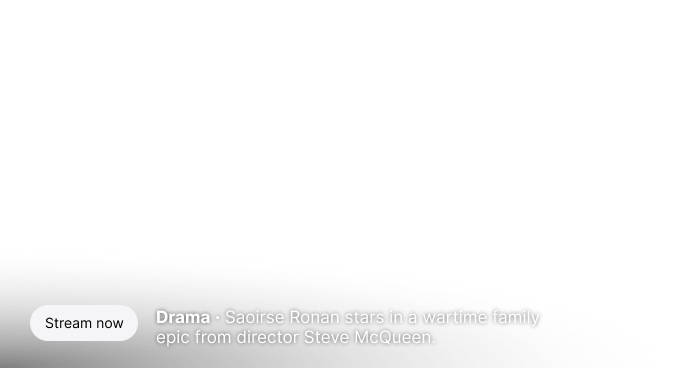 Stream now
Drama · Saoirse Ronan stars in a wartime family
epic from director Steve McQueen.